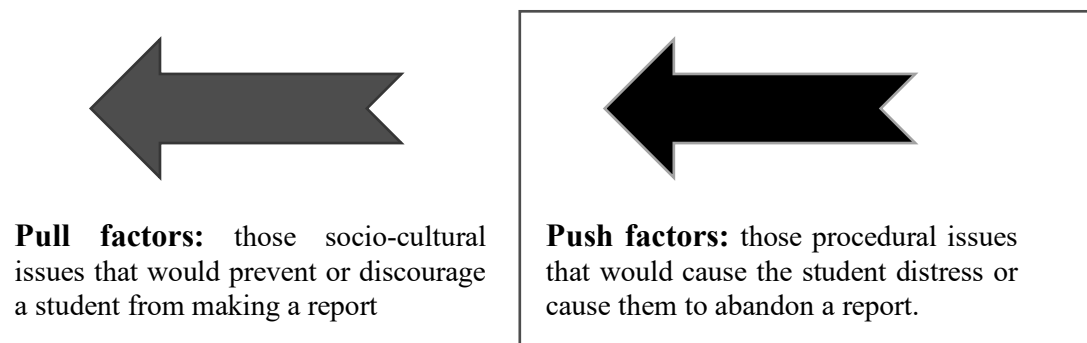 Pull factors: those socio-cultural
issues that would prevent or discourage
a student from making a report
Push factors: those procedural issues
that would cause the student distress or
cause them to abandon a report.